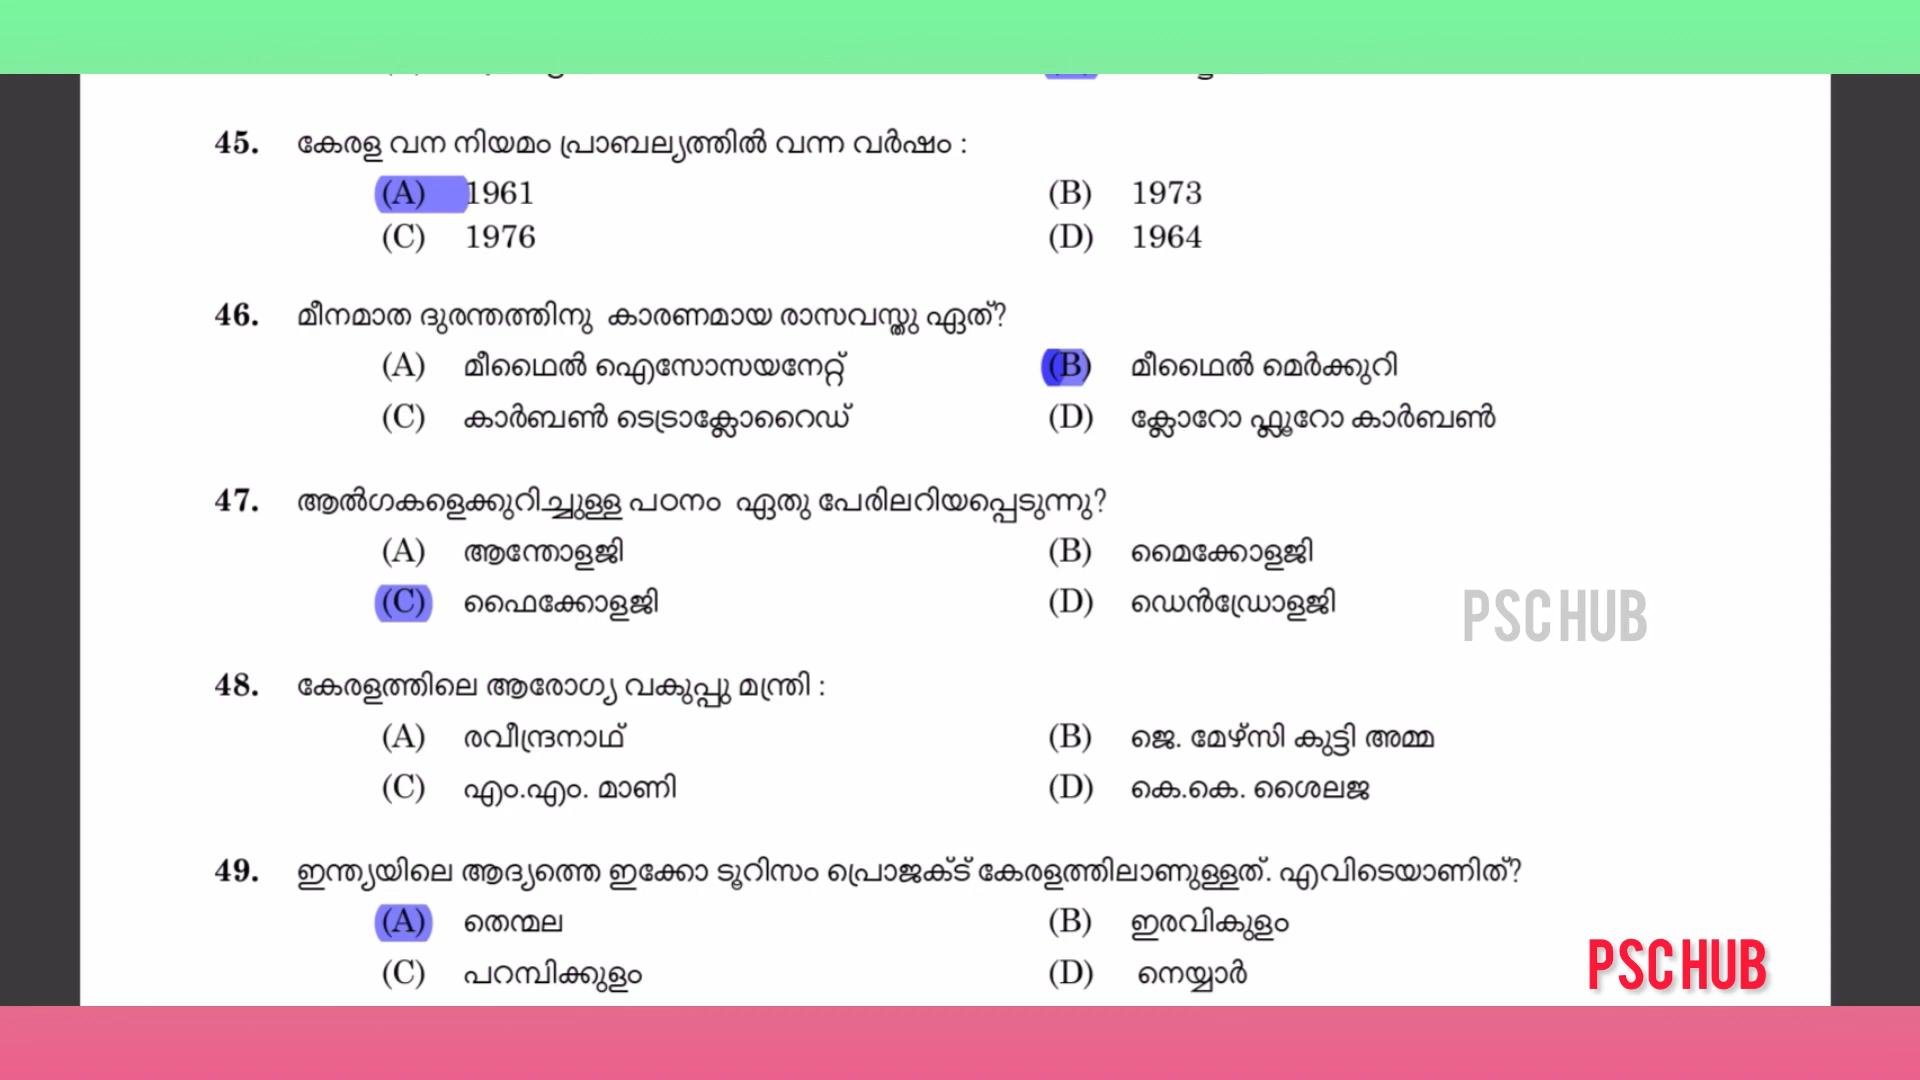 45. കേരള വന നിയമം പ്രാബല്യത്തിൽ വന്ന വർഷം :
(A) 1961 (B) 1973
(C) 1976 (D) 1964
46. മീനമാത ദുരന്തത്തിനു കാരണമായ രാസവസ്തു ഏത്?
(A) മീഥൈൽ ഐസോസയനേറ്റ് (B) മീഥൈൽ മെർക്കുറി
(C) കാർബൺ ടെട്രാക്ലോറൈഡ് (D) ക്ലോറോ ഫ്ലൂറോ കാർബൺ
47. ആൽഗകളെക്കുറിച്ചുള്ള പഠനം ഏതു പേരിലറിയപ്പെടുന്നു?
(A) ആന്തോളജി (B) മൈക്കോളജി
(C) ഫൈക്കോളജി (D) ഡെൻഡ്രോളജി
PSC HUB
48. കേരളത്തിലെ ആരോഗ്യ വകുപ്പു മന്ത്രി :
(A) രവീന്ദ്രനാഥ് (B) ജെ. മേഴ്സി കുട്ടി അമ്മ
(C) എം.എം. മാണി (D) കെ.കെ. ശൈലജ
49. ഇന്ത്യയിലെ ആദ്യത്തെ ഇക്കോ ടൂറിസം പ്രൊജക്ട് കേരളത്തിലാണുള്ളത്. എവിടെയാണിത്?
(A) തെന്മല (B) ഇരവികുളം
(C) പറമ്പിക്കുളം (D) നെയ്യാർ
PSC HUB